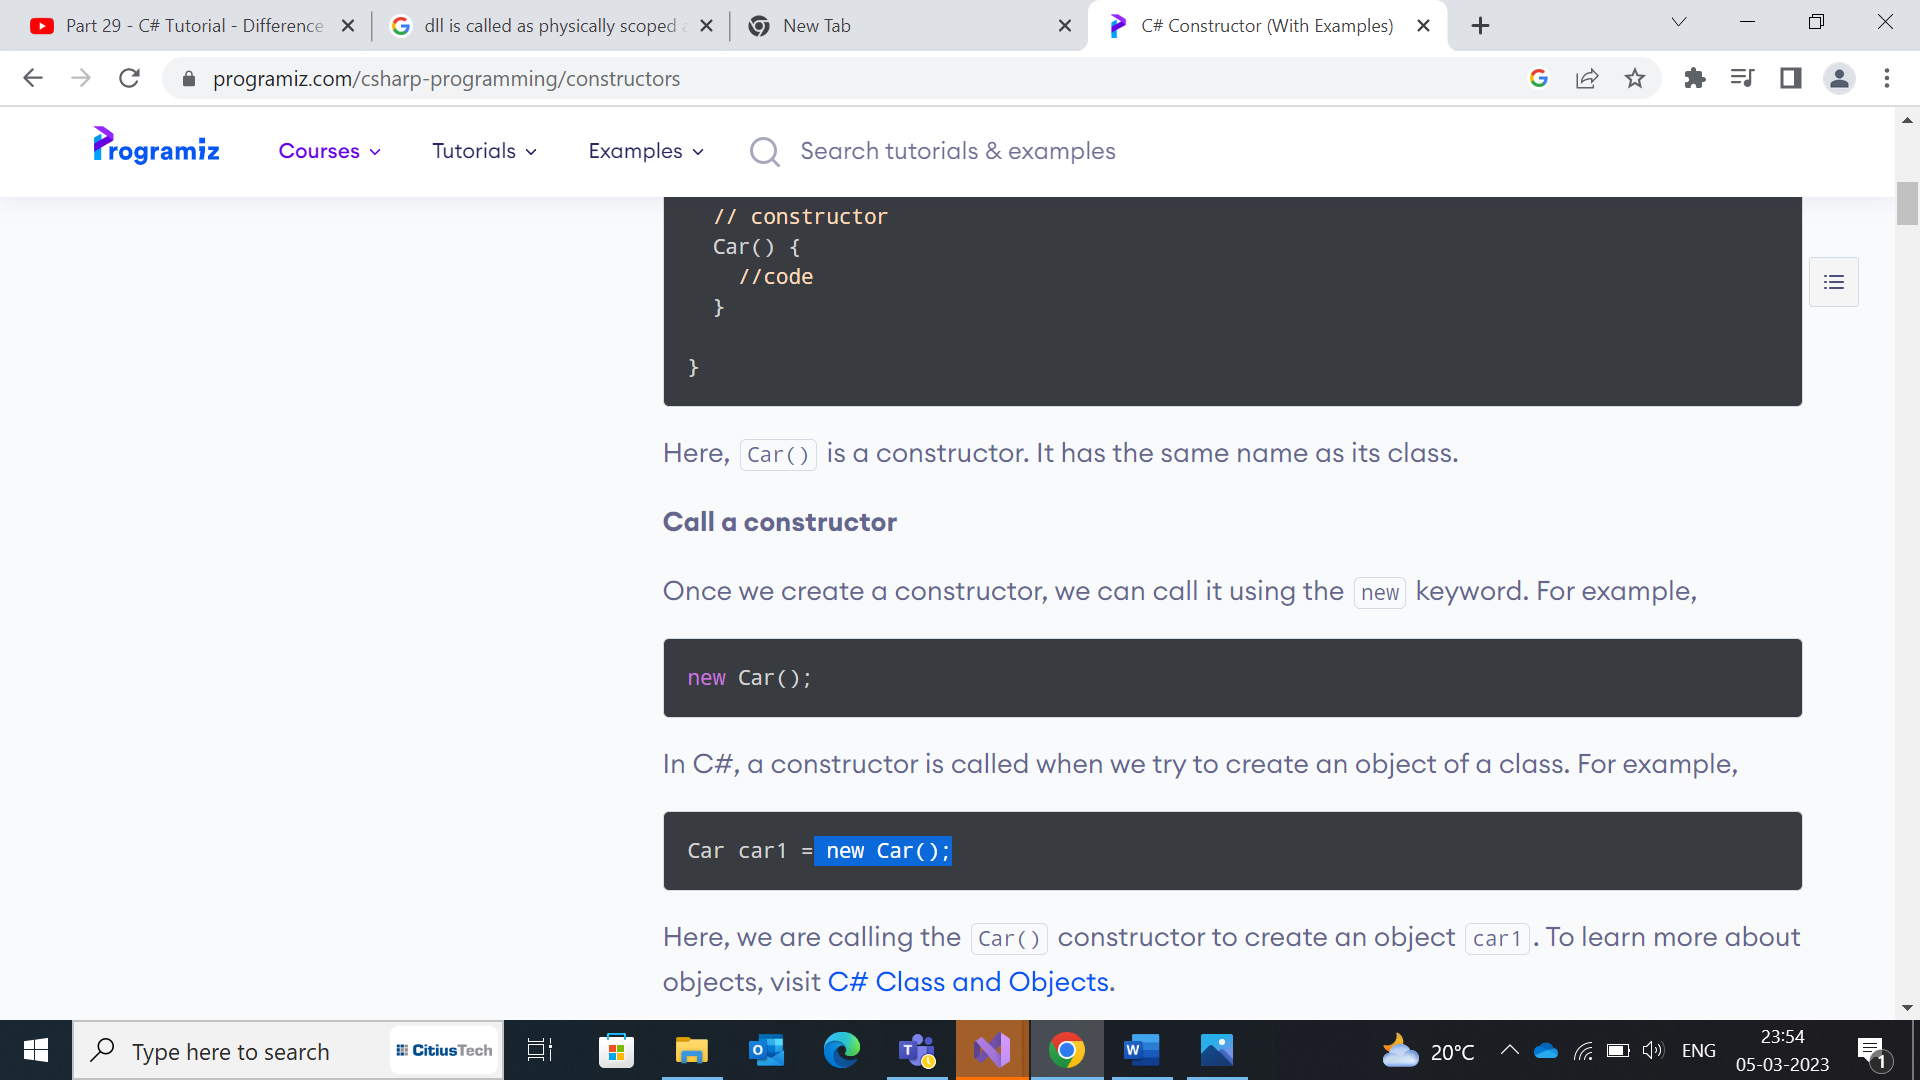 Part 29 - C# Tutorial - Difference
dll is called as physically scoped a
New Tab
C# Constructor (With Examples)
programiz.com/csharp-programming/constructors
Programiz
Courses
Tutorials
Examples
Search tutorials & examples
// constructor
Car() {
//code
}
}
Here, Car() is a constructor. It has the same name as its class.
Call a constructor
Once we create a constructor, we can call it using the new keyword. For example,
new Car();
In C#, a constructor is called when we try to create an object of a class. For example,
Car car1 = new Car();
Here, we are calling the Car() constructor to create an object car1. To learn more about
objects, visit C# Class and Objects.
Type here to search
CitiusTech
20°C
ENG
23:54
05-03-2023
1